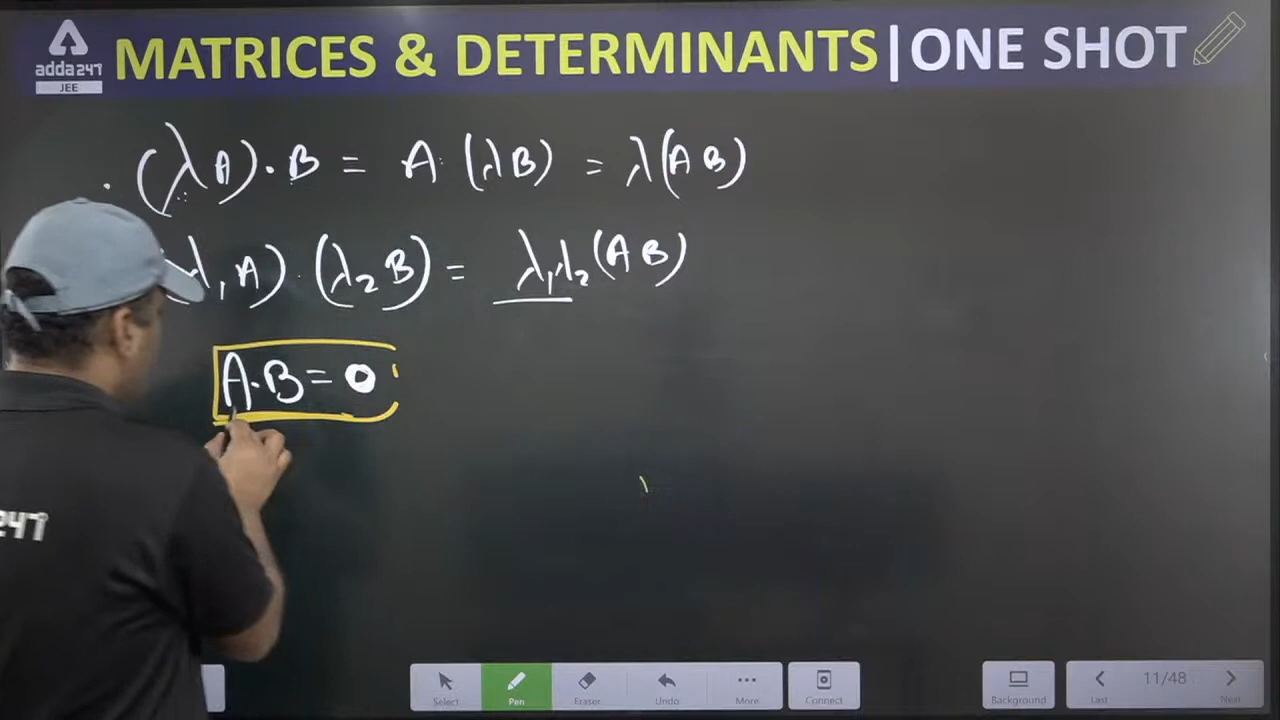 adda247
JEE
MATRICES & DETERMINANTS | ONE SHOT
(λA)·B = A·(λB) = λ(AB)
λ₁A)·(λ₂B) = λ₁λ₂(AB)
A·B = O
247
Select
Pen
Eraser
Undo
More
Connect
Background
Last
11/48
Next